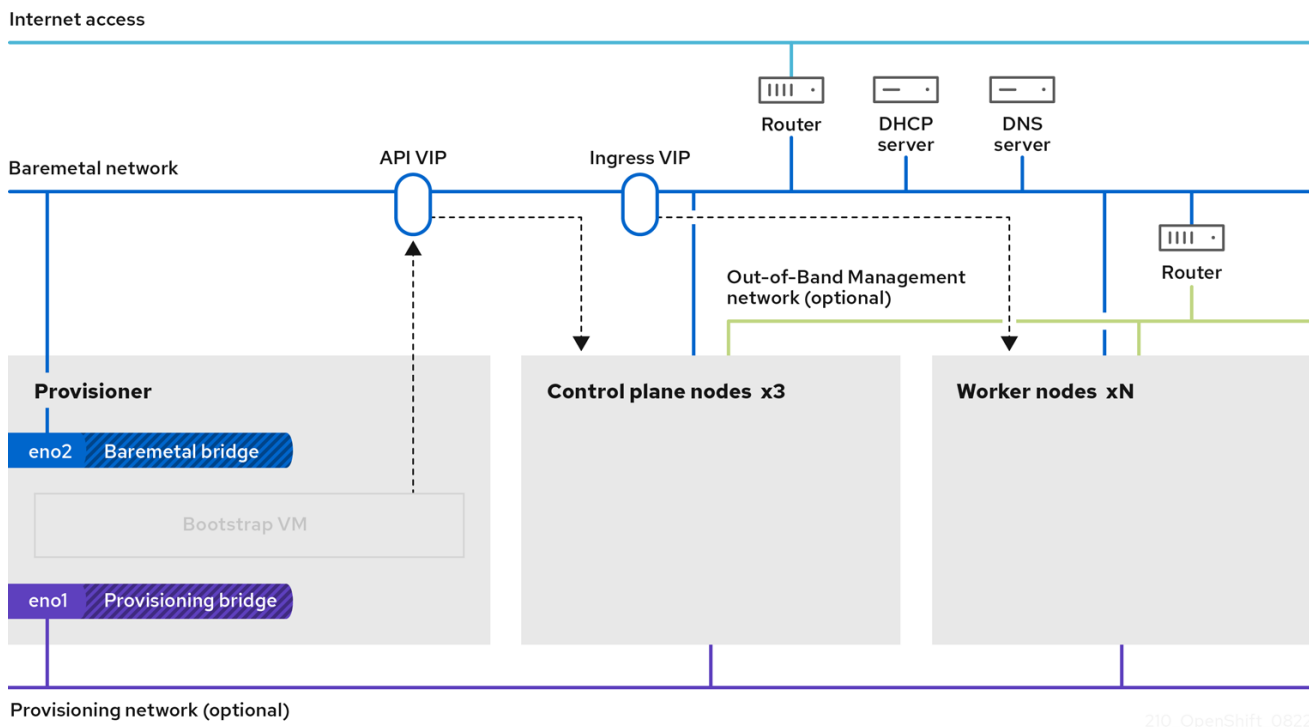 Internet access
Router
DHCP
server
DNS
server
Baremetal network
API VIP
Ingress VIP
Router
Out-of-Band Management
network (optional)
Provisioner
Control plane nodes x3
Worker nodes xN
eno2
Baremetal bridge
Bootstrap VM
eno1
Provisioning bridge
Provisioning network (optional)
210_OpenShift_0822